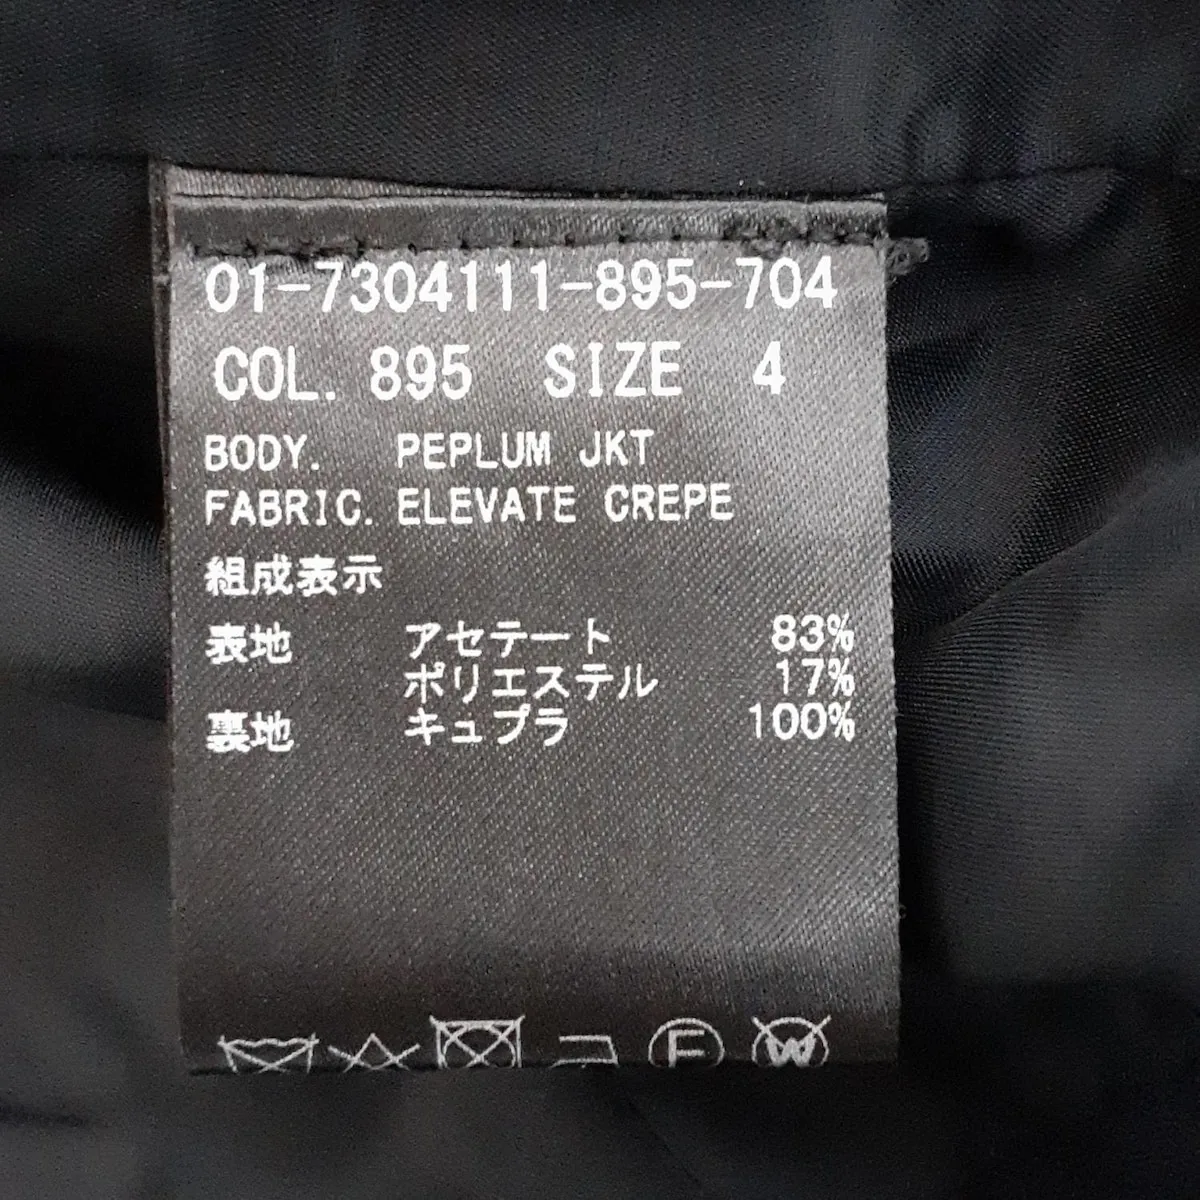 01-7304111-895-704
COL. 895 SIZE 4
BODY. PEPLUM JKT
FABRIC. ELEVATE CREPE
組成表示
表地 アセテート 83%
ポリエステル 17%
裏地 キュプラ 100%
F W